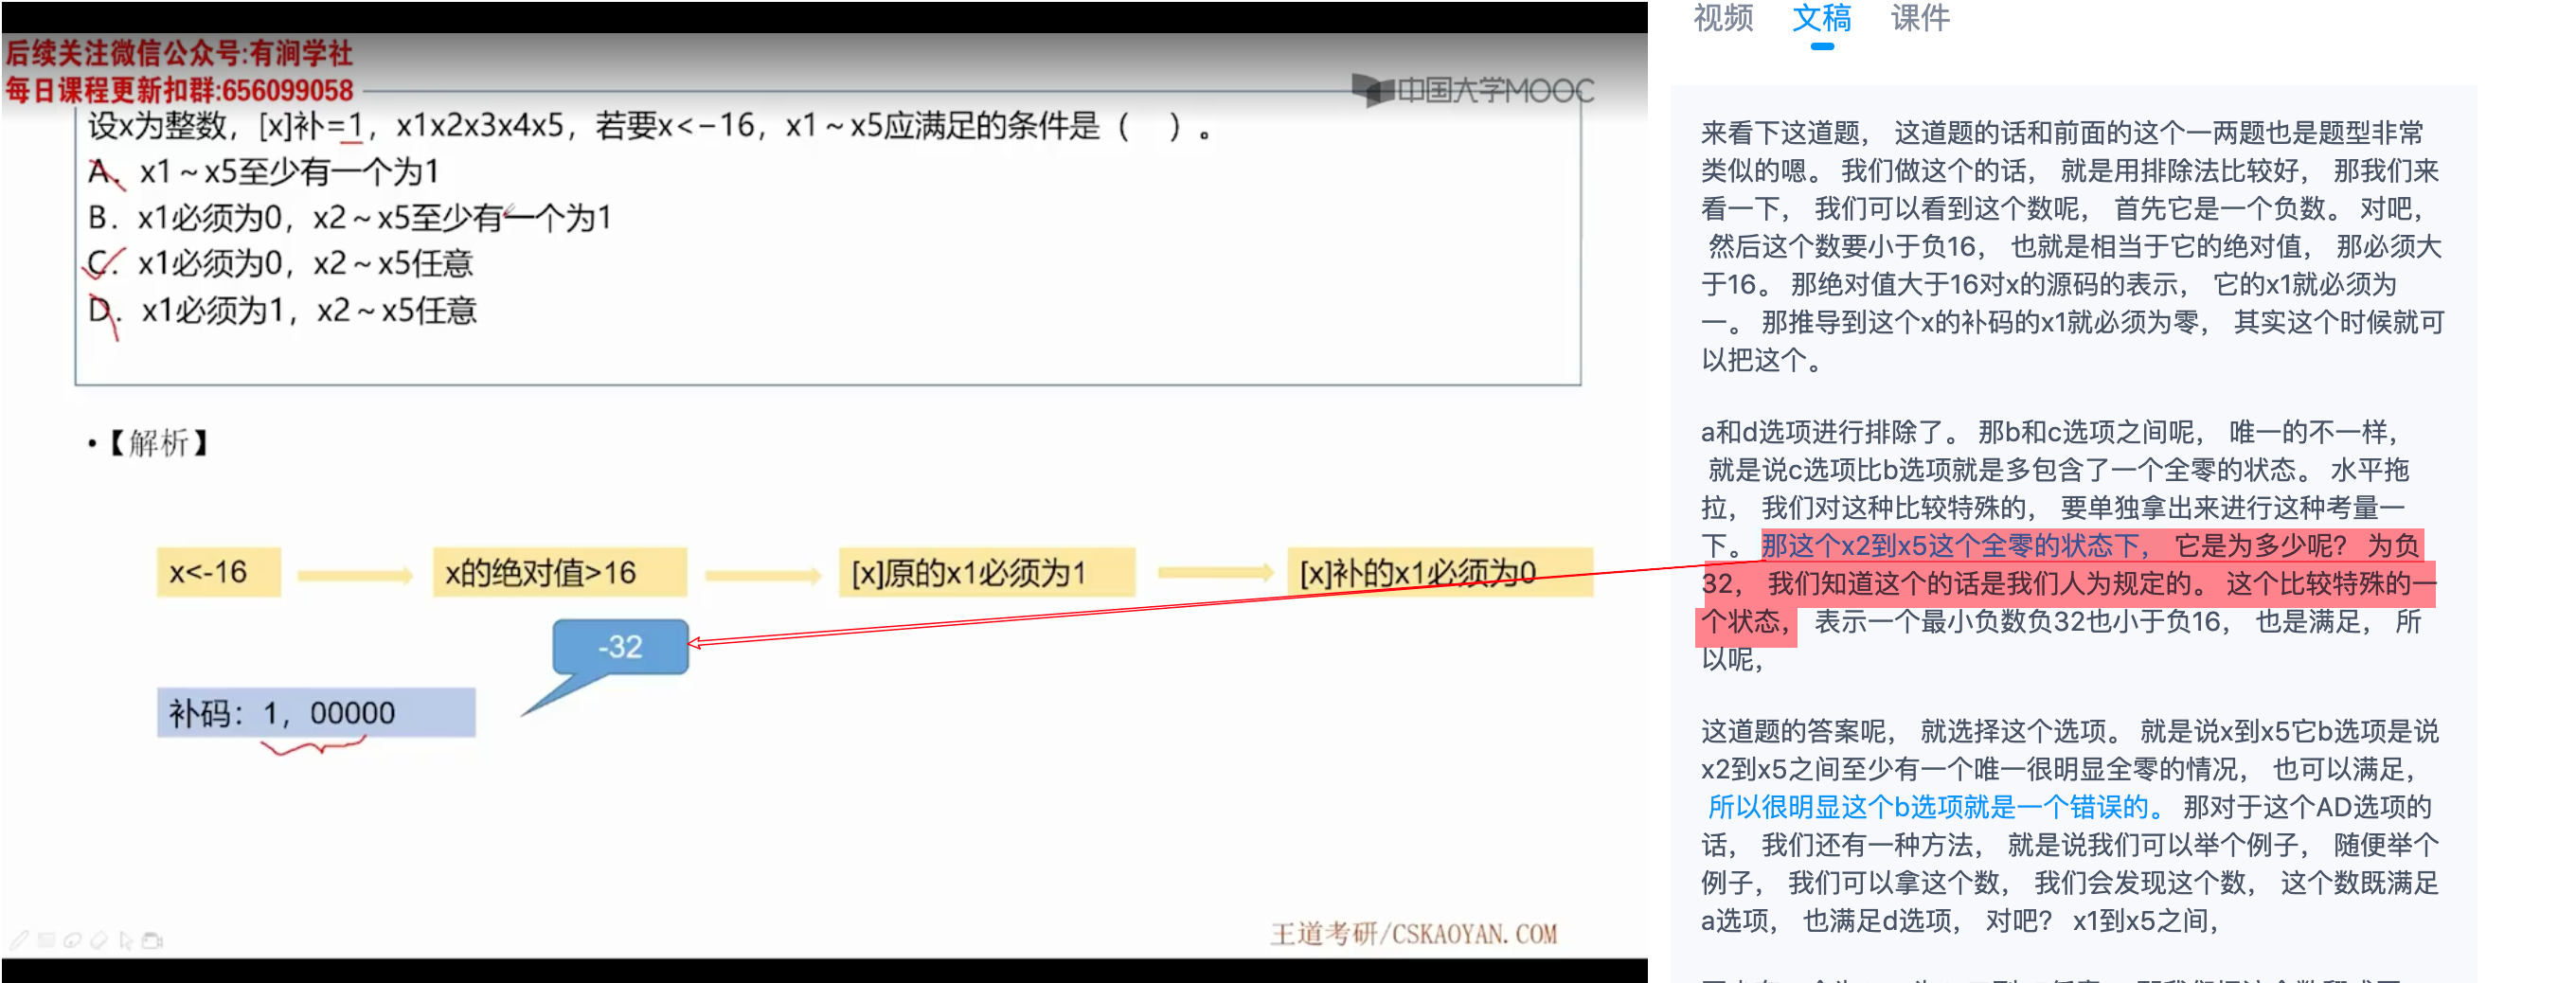 后续关注微信公众号:有涧学社
每日课程更新扣群:656099058
中国大学MOOC
设x为整数，[x]补=1，x1x2x3x4x5，若要x<-16，x1～x5应满足的条件是（ ）。
A．x1～x5至少有一个为1
B．x1必须为0，x2～x5至少有一个为1
C．x1必须为0，x2～x5任意
D．x1必须为1，x2～x5任意
•【解析】
x<-16
x的绝对值>16
[x]原的x1必须为1
[x]补的x1必须为0
-32
补码：1，00000
王道考研/CSKAOYAN.COM
视频 文稿 课件
来看下这道题， 这道题的话和前面的这个一两题也是题型非常
类似的嗯。 我们做这个的话， 就是用排除法比较好， 那我们来
看一下， 我们可以看到这个数呢， 首先它是一个负数。 对吧，
然后这个数要小于负16， 也就是相当于它的绝对值， 那必须大
于16。 那绝对值大于16对x的源码的表示， 它的x1就必须为
一。 那推导到这个x的补码的x1就必须为零， 其实这个时候就可
以把这个。
a和d选项进行排除了。 那b和c选项之间呢， 唯一的不一样，
就是说c选项比b选项就是多包含了一个全零的状态。 水平拖
拉， 我们对这种比较特殊的， 要单独拿出来进行这种考量一
下。 那这个x2到x5这个全零的状态下， 它是为多少呢？ 为负
32， 我们知道这个的话是我们人为规定的。 这个比较特殊的一
个状态， 表示一个最小负数负32也小于负16， 也是满足， 所
以呢，
这道题的答案呢， 就选择这个选项。 就是说x到x5它b选项是说
x2到x5之间至少有一个唯一很明显全零的情况， 也可以满足，
所以很明显这个b选项就是一个错误的。 那对于这个AD选项的
话， 我们还有一种方法， 就是说我们可以举个例子， 随便举个
例子， 我们可以拿这个数， 我们会发现这个数， 这个数既满足
a选项， 也满足d选项， 对吧？ x1到x5之间，